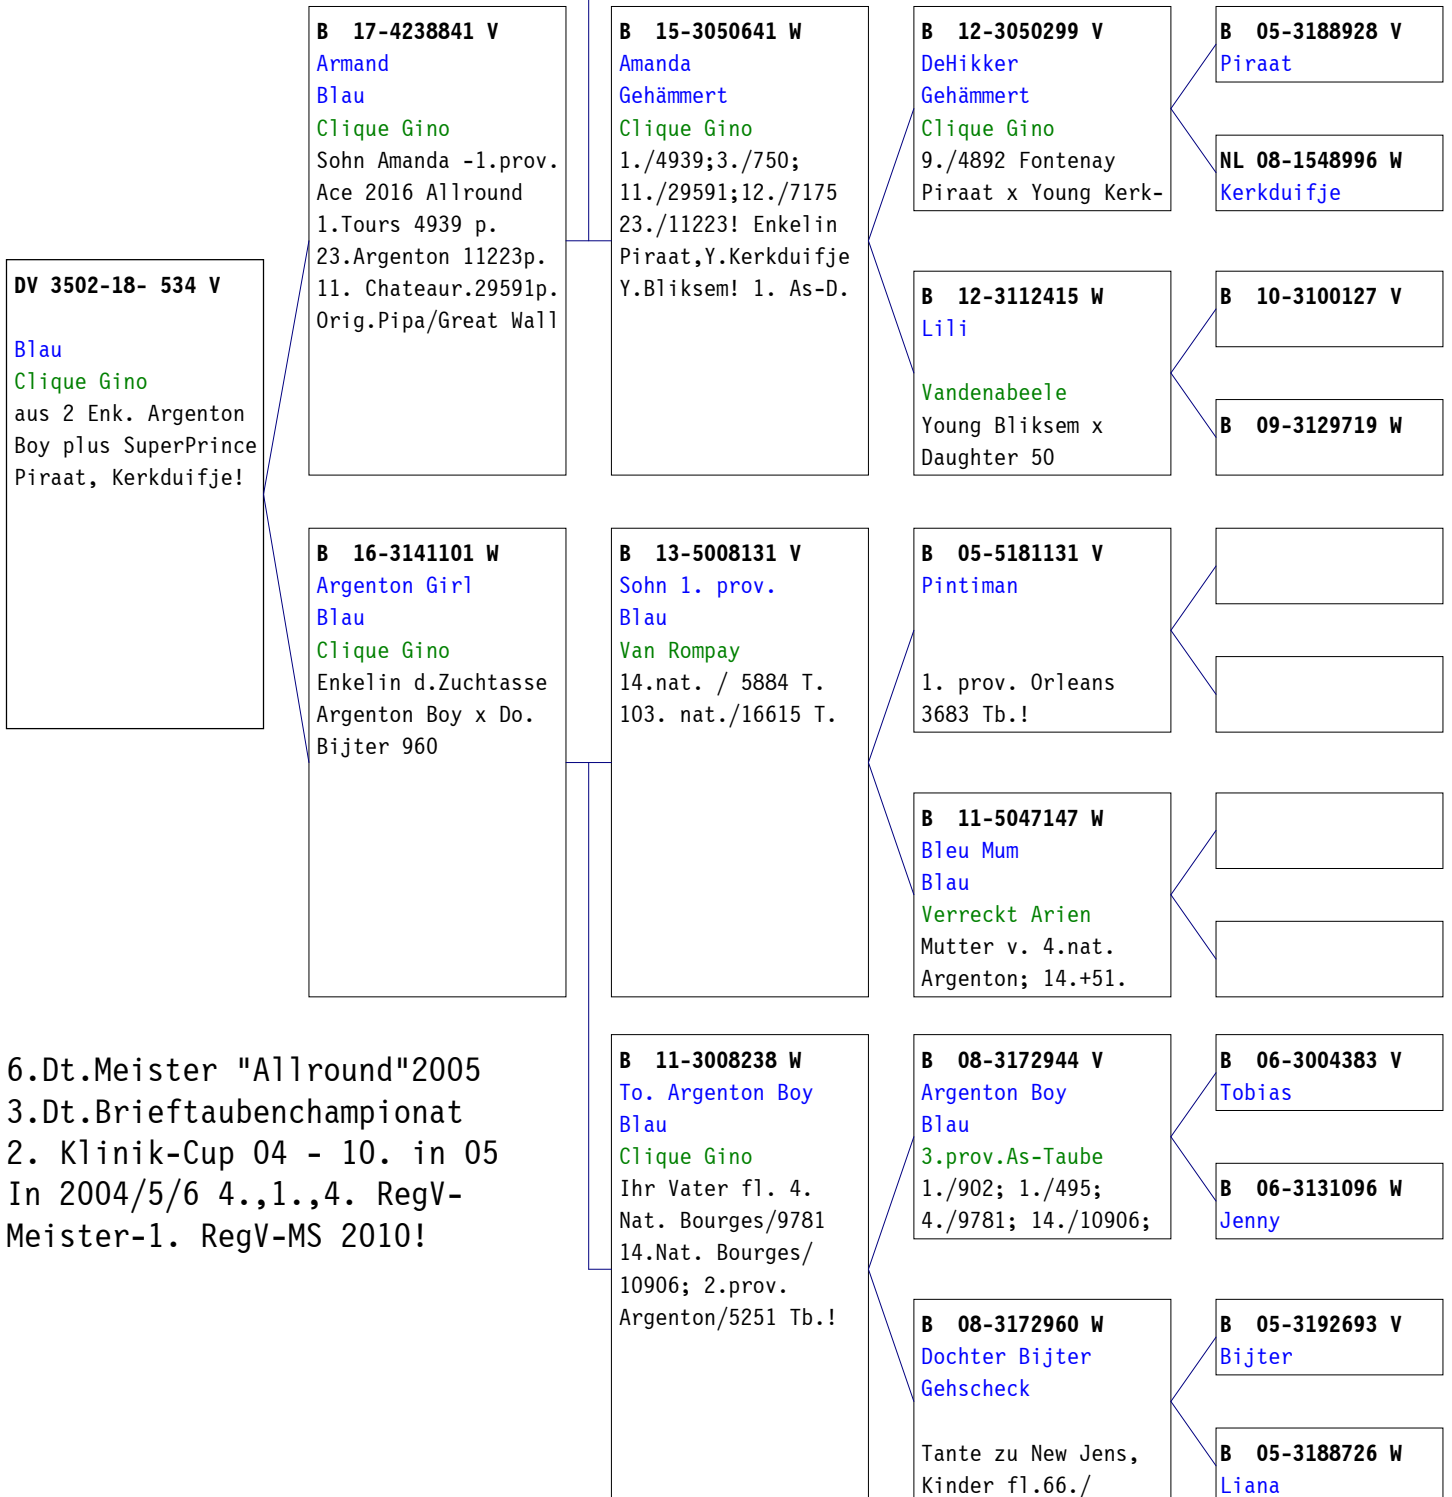 DV 3502-18- 534 V
Blau
Clique Gino
aus 2 Enk. Argenton
Boy plus SuperPrince
Piraat, Kerkduifje!
B 17-4238841 V
Armand
Blau
Clique Gino
Sohn Amanda -1.prov.
Ace 2016 Allround
1.Tours 4939 p.
23.Argenton 11223p.
11. Chateaur.29591p.
Orig.Pipa/Great Wall
B 16-3141101 W
Argenton Girl
Blau
Clique Gino
Enkelin d.Zuchtasse
Argenton Boy x Do.
Bijter 960
B 15-3050641 W
Amanda
Gehämmert
Clique Gino
1./4939;3./750;
11./29591;12./7175
23./11223! Enkelin
Piraat,Y.Kerkduifje
Y.Bliksem! 1. As-D.
B 13-5008131 V
Sohn 1. prov.
Blau
Van Rompay
14.nat. / 5884 T.
103. nat./16615 T.
B 11-3008238 W
To. Argenton Boy
Blau
Clique Gino
Ihr Vater fl. 4.
Nat. Bourges/9781
14.Nat. Bourges/
10906; 2.prov.
Argenton/5251 Tb.!
B 12-3050299 V
DeHikker
Gehämmert
Clique Gino
9./4892 Fontenay
Piraat x Young Kerk-
B 12-3112415 W
Lili
Vandenabeele
Young Bliksem x
Daughter 50
B 05-5181131 V
Pintiman
1. prov. Orleans
3683 Tb.!
B 11-5047147 W
Bleu Mum
Blau
Verreckt Arien
Mutter v. 4.nat.
Argenton; 14.+51.
B 08-3172944 V
Argenton Boy
Blau
3.prov.As-Taube
1./902; 1./495;
4./9781; 14./10906;
B 08-3172960 W
Dochter Bijter
Gehscheck
Tante zu New Jens,
Kinder fl.66./
B 05-3188928 V
Piraat
NL 08-1548996 W
Kerkduifje
B 10-3100127 V
B 09-3129719 W
B 06-3004383 V
Tobias
B 06-3131096 W
Jenny
B 05-3192693 V
Bijter
B 05-3188726 W
Liana
6.Dt.Meister "Allround"2005
3.Dt.Brieftaubenchampionat
2. Klinik-Cup 04 - 10. in 05
In 2004/5/6 4.,1.,4. RegV-
Meister-1. RegV-MS 2010!